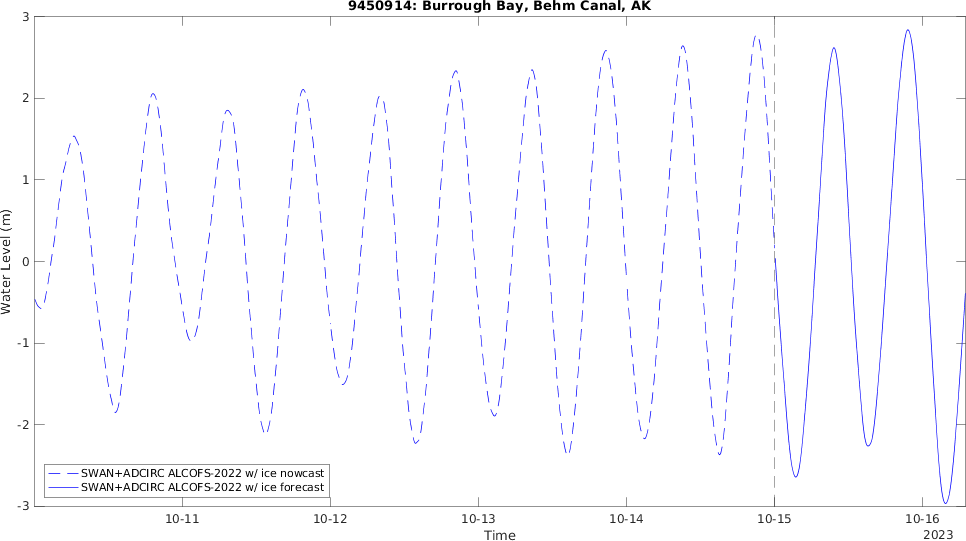 9450914: Burrough Bay, Behm Canal, AK
3
2
1
0
-1
-2
-3
Water Level (m)
SWAN+ADCIRC ALCOFS-2022 w/ ice nowcast
SWAN+ADCIRC ALCOFS-2022 w/ ice forecast
10-11 10-12 10-13 10-14 10-15 10-16
Time
2023